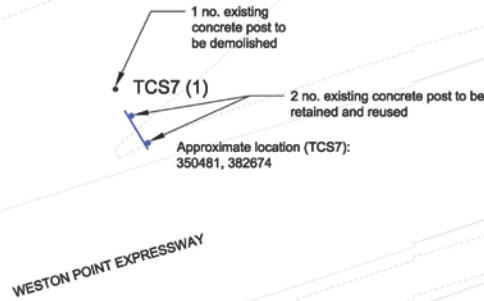 1 no. existing
concrete post to
be demolished
TCS7 (1)
2 no. existing concrete post to be
retained and reused
Approximate location (TCS7):
350481, 382674
WESTON POINT EXPRESSWAY